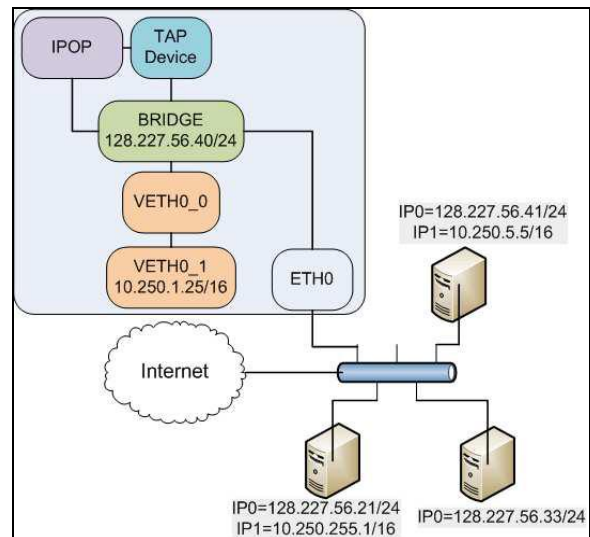 IPOP
TAP
Device
BRIDGE
128.227.56.40/24
VETH0_0
VETH0_1
10.250.1.25/16
ETH0
IP0=128.227.56.41/24
IP1=10.250.5.5/16
Internet
IP0=128.227.56.21/24
IP1=10.250.255.1/16
IP0=128.227.56.33/24